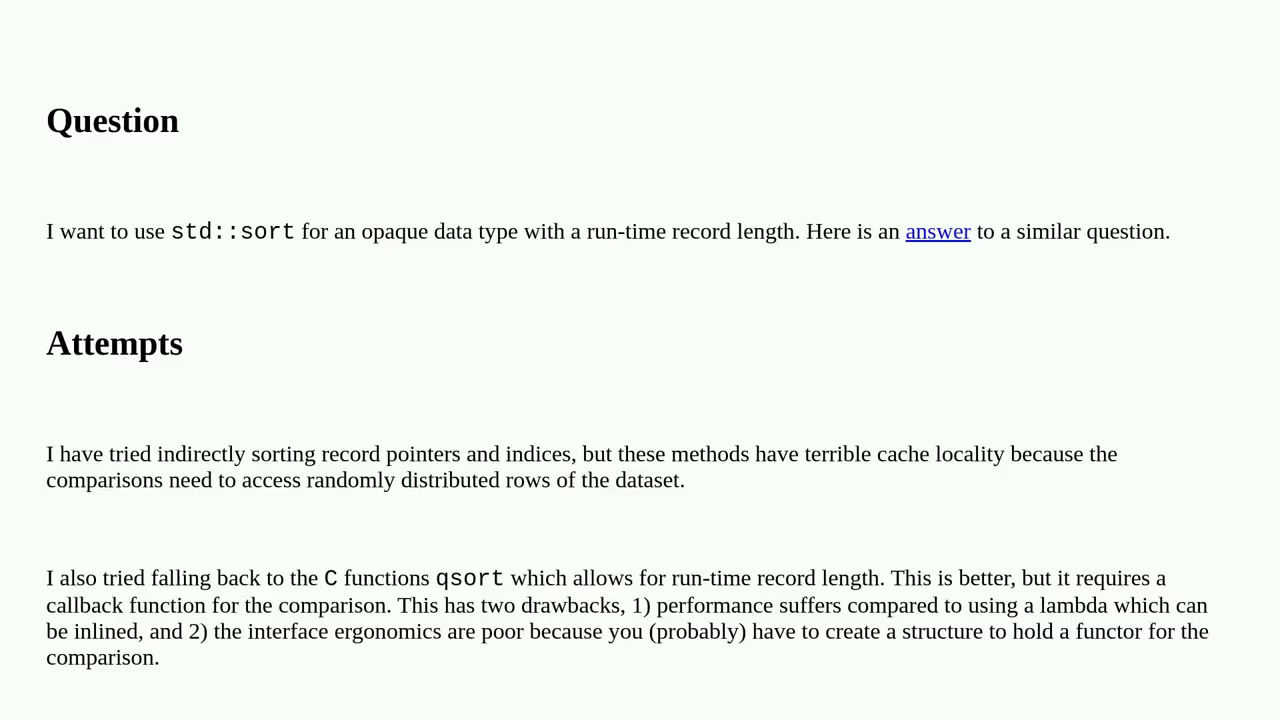 Question
I want to use std::sort for an opaque data type with a run-time record length. Here is an answer to a similar question.
Attempts
I have tried indirectly sorting record pointers and indices, but these methods have terrible cache locality because the
comparisons need to access randomly distributed rows of the dataset.
I also tried falling back to the C functions qsort which allows for run-time record length. This is better, but it requires a
callback function for the comparison. This has two drawbacks, 1) performance suffers compared to using a lambda which can
be inlined, and 2) the interface ergonomics are poor because you (probably) have to create a structure to hold a functor for the
comparison.